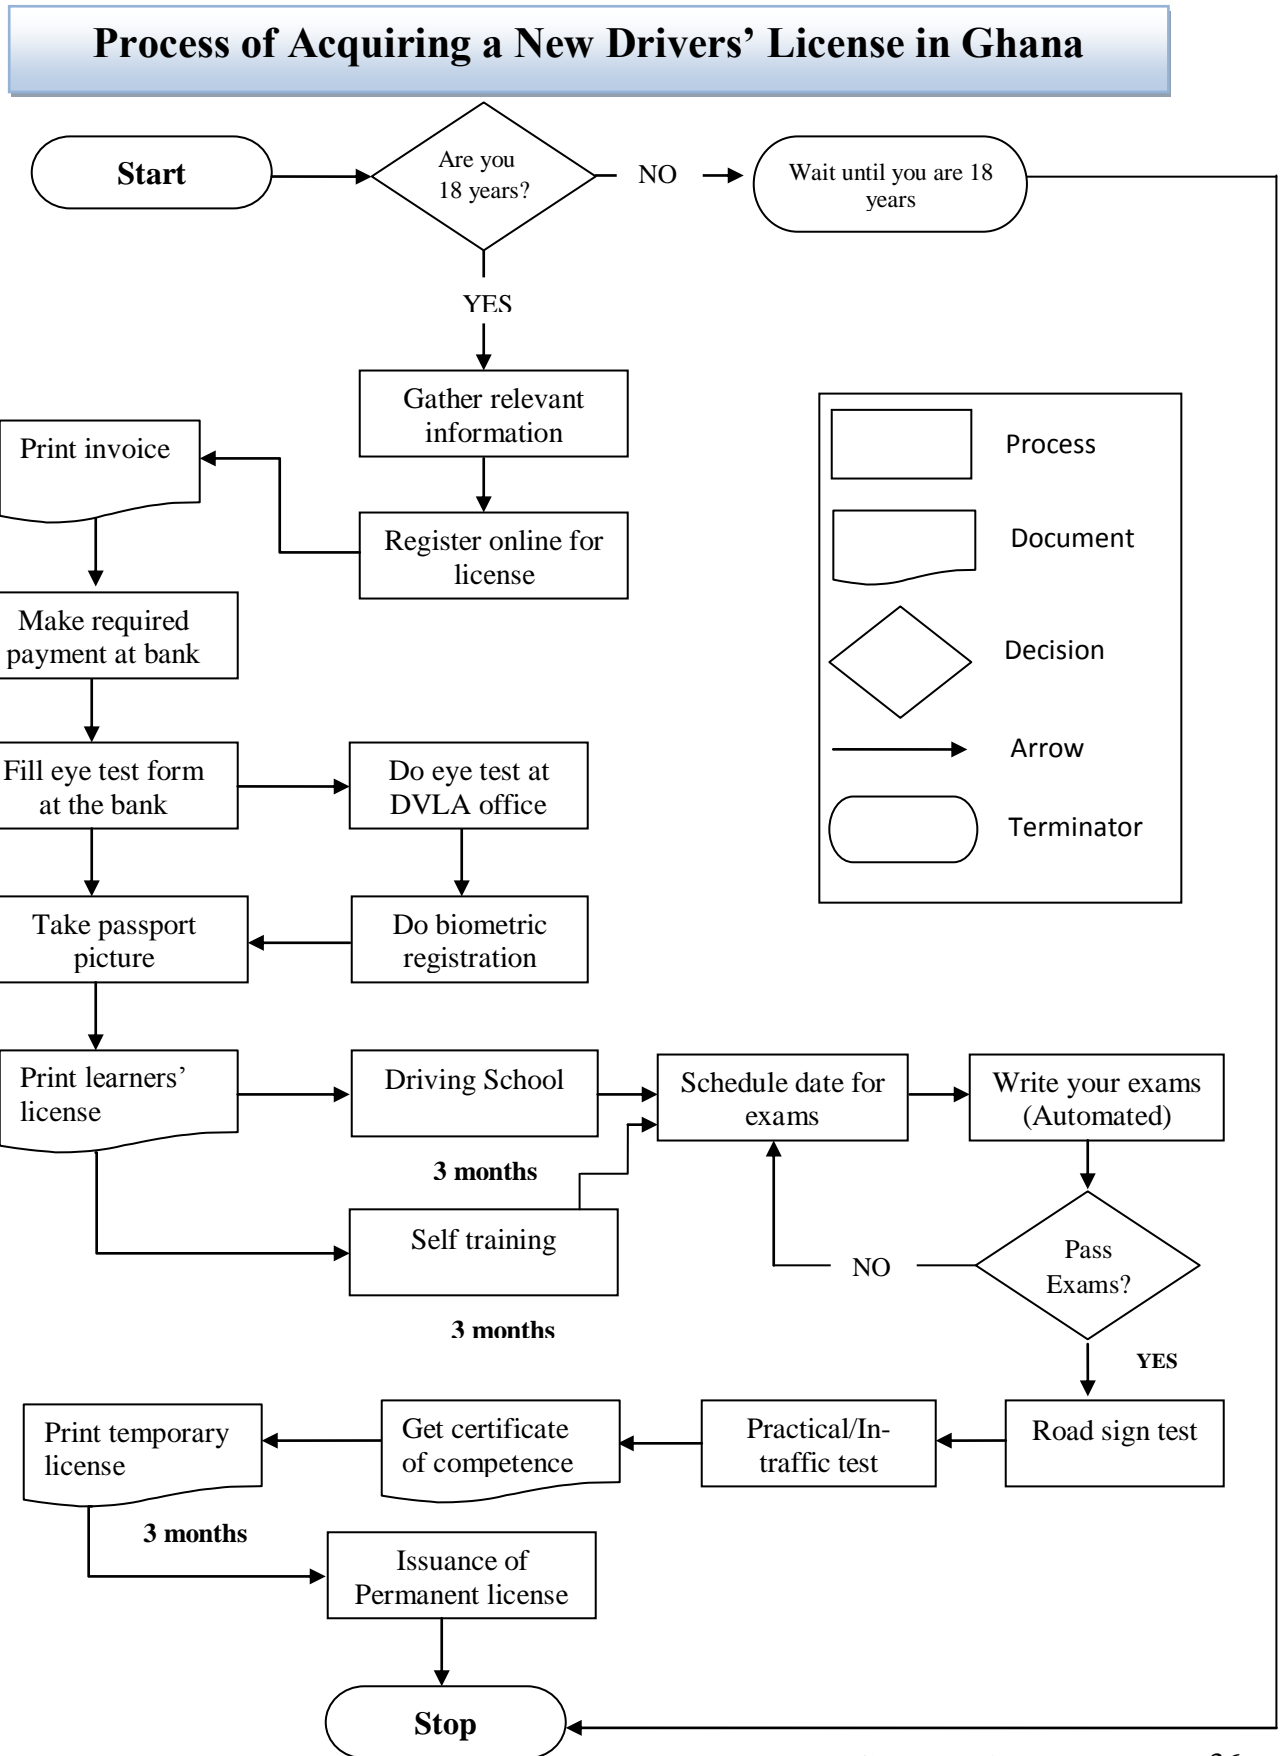 Process of Acquiring a New Drivers’ License in Ghana
Start
Are you
18 years?
NO
Wait until you are 18
years
YES
Gather relevant
information
Print invoice
Register online for
license
Process
Document
Decision
Arrow
Terminator
Make required
payment at bank
Fill eye test form
at the bank
Do eye test at
DVLA office
Take passport
picture
Do biometric
registration
Print learners’
license
Driving School
3 months
Self training
3 months
Schedule date for
exams
Write your exams
(Automated)
Pass
Exams?
NO
YES
Road sign test
Practical/In-
traffic test
Get certificate
of competence
Print temporary
license
3 months
Issuance of
Permanent license
Stop